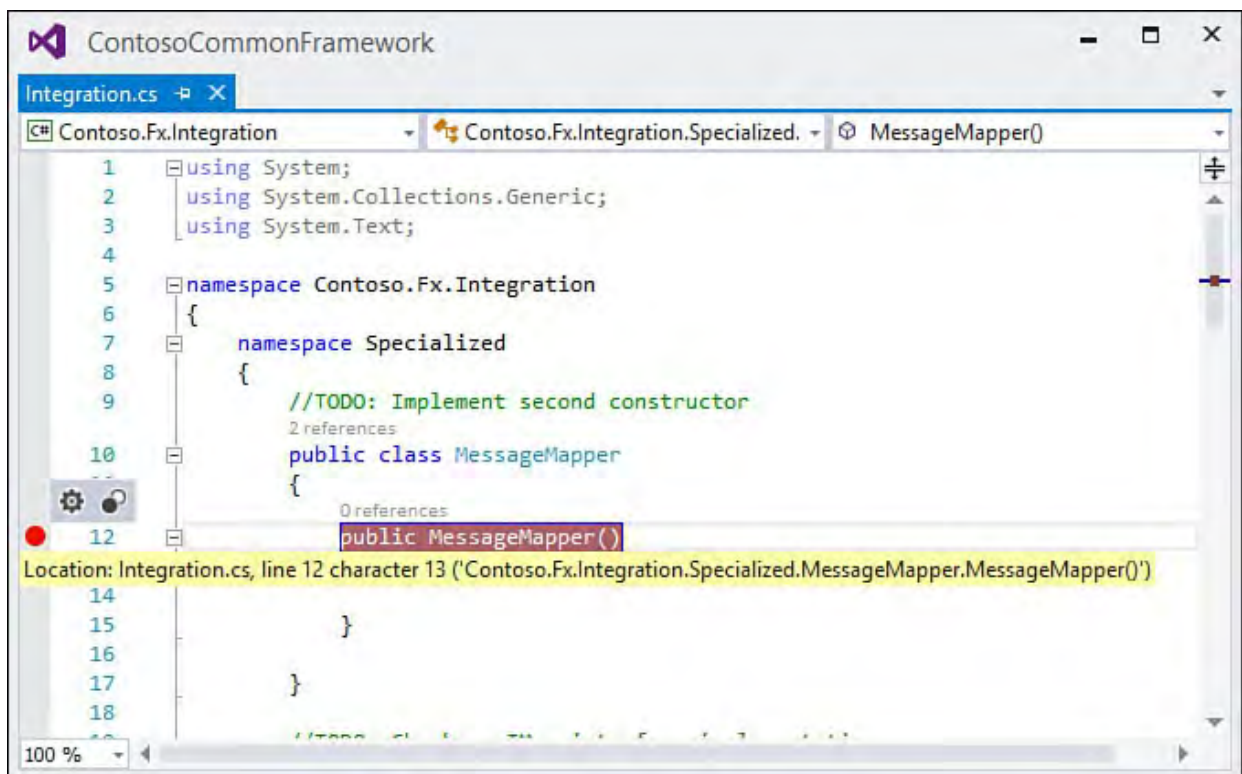 ContosoCommonFramework
Integration.cs
C# Contoso.Fx.Integration Contoso.Fx.Integration.Specialized. MessageMapper()
1 using System;
2 using System.Collections.Generic;
3 using System.Text;
4
5 namespace Contoso.Fx.Integration
6 {
7 namespace Specialized
8 {
9 //TODO: Implement second constructor
2 references
10 public class MessageMapper
{
0 references
12 public MessageMapper()
Location: Integration.cs, line 12 character 13 ('Contoso.Fx.Integration.Specialized.MessageMapper.MessageMapper()')
14
15 }
16
17 }
18
//TODO
100 %